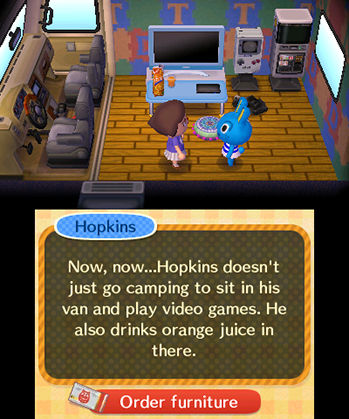 Hopkins
Now, now...Hopkins doesn't
just go camping to sit in his
van and play video games. He
also drinks orange juice in
there.
Order furniture